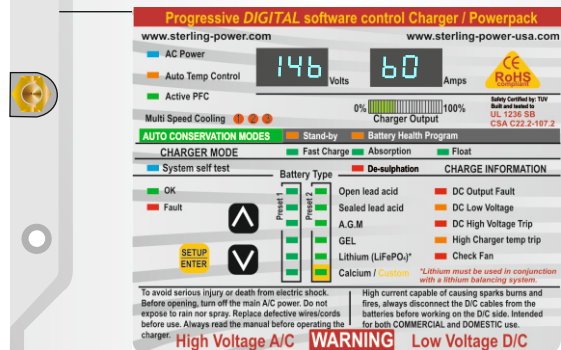 Progressive DIGITAL software control Charger / Powerpack
www.sterling-power.com www.sterling-power-usa.com
AC Power
Auto Temp Control
Active PFC
146 Volts 60 Amps
CE
RoHS
compliant
0% 100%
Charger Output
Safety Certified by: TUV
Built and tested to
UL 1236 SB
CSA C22.2-107.2
Multi Speed Cooling 1 2 3
AUTO CONSERVATION MODES Stand-by Battery Health Program
CHARGER MODE Fast Charge Absorption Float
System self test Battery Type De-sulphation CHARGE INFORMATION
OK
Fault
SETUP
ENTER
Preset 1
Preset 2
Open lead acid
Sealed lead acid
A.G.M
GEL
Lithium (LiFePO₄)*
Calcium / Custom
DC Output Fault
DC Low Voltage
DC High Voltage Trip
High Charger temp trip
Check Fan
*Lithium must be used in conjunction
with a lithium balancing system.
To avoid serious injury or death from electric shock.
Before opening, turn off the main A/C power. Do not
expose to rain nor spray. Replace defective wires/cords
before use. Always read the manual before operating the
charger.
High current capable of causing sparks burns and
fires, always disconnect the D/C cables from the
batteries before working on the D/C side. Intended
for both COMMERCIAL and DOMESTIC use.
High Voltage A/C WARNING Low Voltage D/C